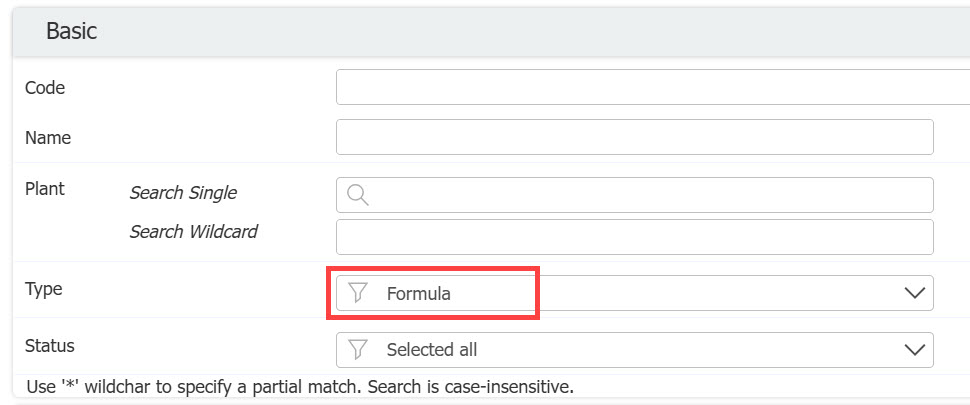 Basic
Code
Name
Plant Search Single
Search Wildcard
Type Formula
Status Selected all
Use '*' wildchar to specify a partial match. Search is case-insensitive.